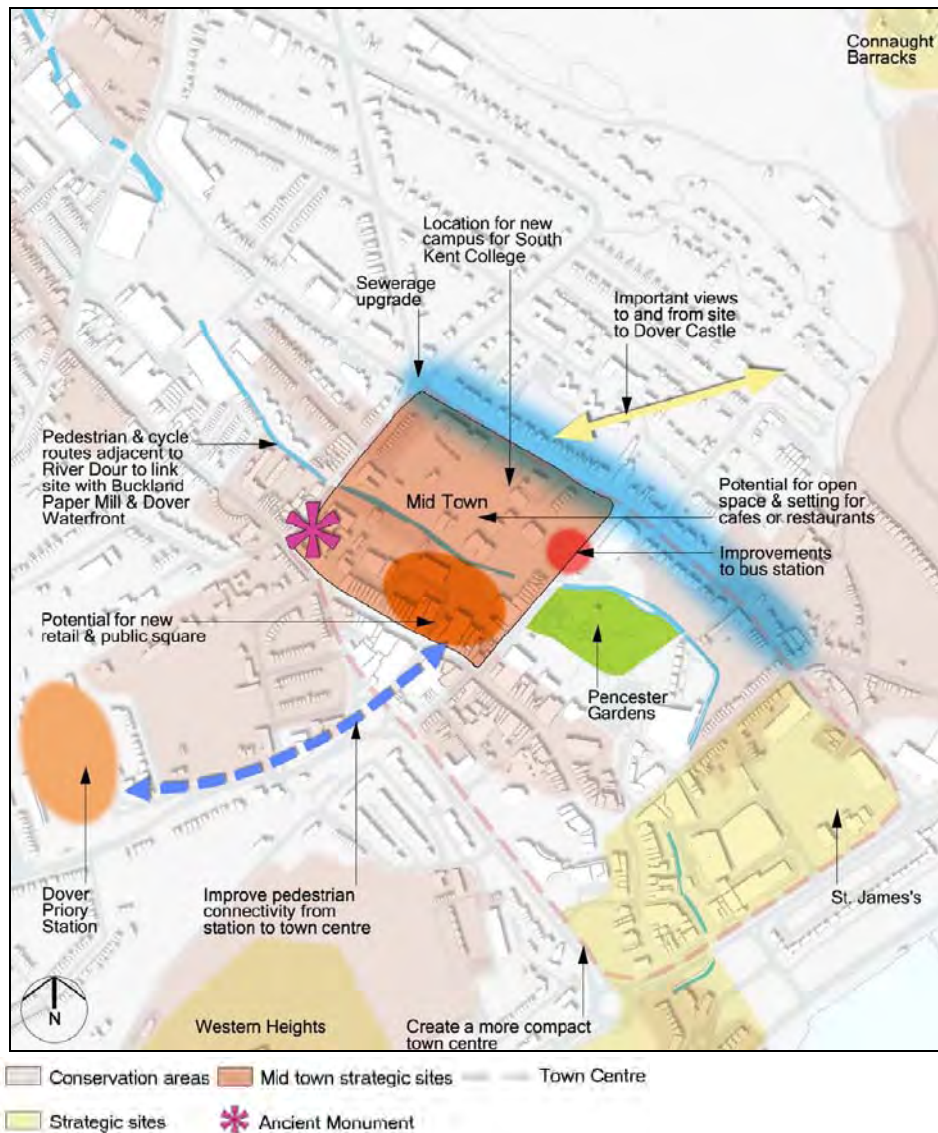 Connaught
Barracks
Location for new
campus for South
Kent College
Sewerage
upgrade
Important views
to and from site
to Dover Castle
Pedestrian & cycle
routes adjacent to
River Dour to link
site with Buckland
Paper Mill & Dover
Waterfront
Mid Town
Potential for open
space & setting for
cafes or restaurants
Improvements
to bus station
Potential for new
retail & public square
Pencester
Gardens
Dover
Priory
Station
Improve pedestrian
connectivity from
station to town centre
St. James's
Western Heights
Create a more compact
town centre
N
Conservation areas
Mid town strategic sites
Town Centre
Strategic sites
Ancient Monument